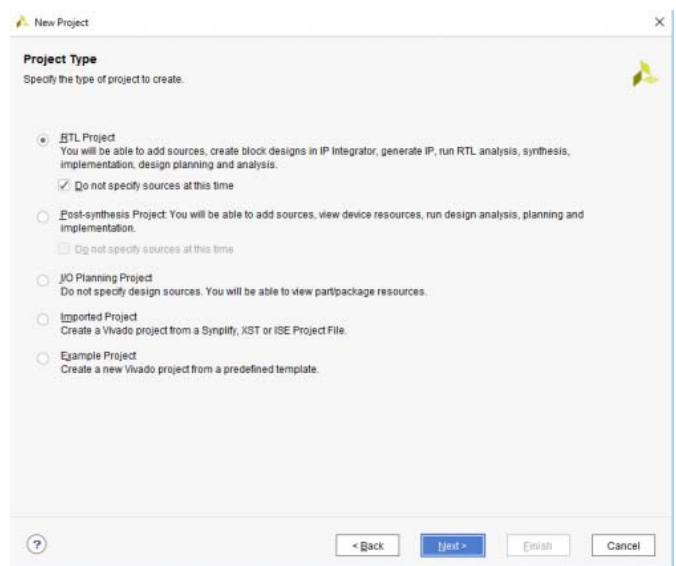 New Project
Project Type
Specify the type of project to create.
RTL Project
You will be able to add sources, create block designs in IP Integrator, generate IP, run RTL analysis, synthesis,
implementation, design planning and analysis.
Do not specify sources at this time
Post-synthesis Project: You will be able to add sources, view device resources, run design analysis, planning and
implementation.
Do not specify sources at this time
I/O Planning Project
Do not specify design sources. You will be able to view part/package resources.
Imported Project
Create a Vivado project from a Synplify, XST or ISE Project File.
Example Project
Create a new Vivado project from a predefined template.
?
< Back
Next >
Finish
Cancel